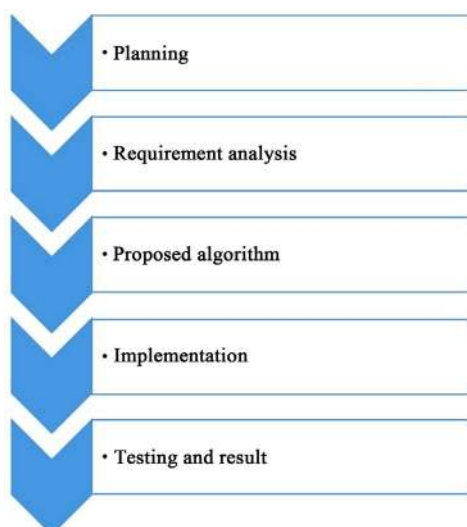 • Planning
• Requirement analysis
• Proposed algorithm
• Implementation
• Testing and result